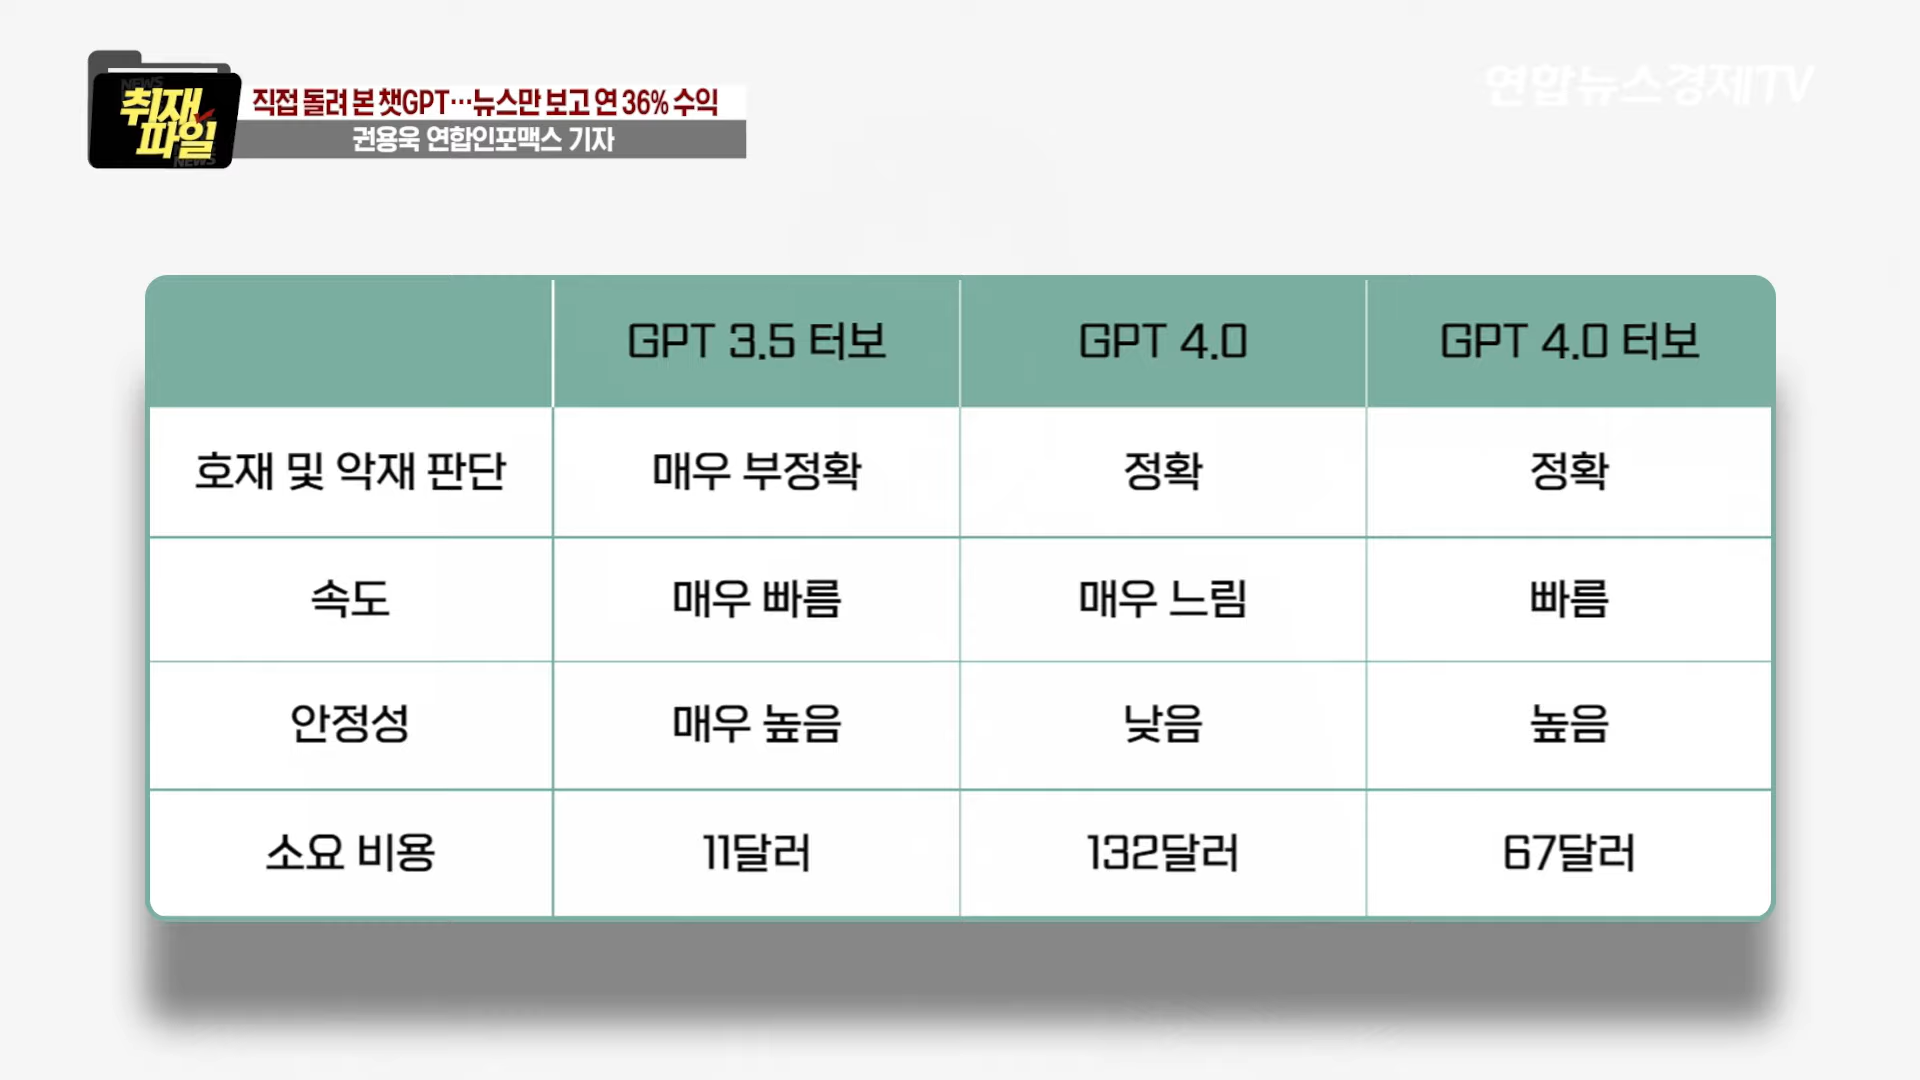 NEWS
취재
파일
NEWS
직접 돌려 본 챗GPT…뉴스만 보고 연 36% 수익
권용욱 연합인포맥스 기자
연합뉴스경제TV
GPT 3.5 터보 GPT 4.0 GPT 4.0 터보
호재 및 악재 판단 매우 부정확 정확 정확
속도 매우 빠름 매우 느림 빠름
안정성 매우 높음 낮음 높음
소요 비용 11달러 132달러 67달러